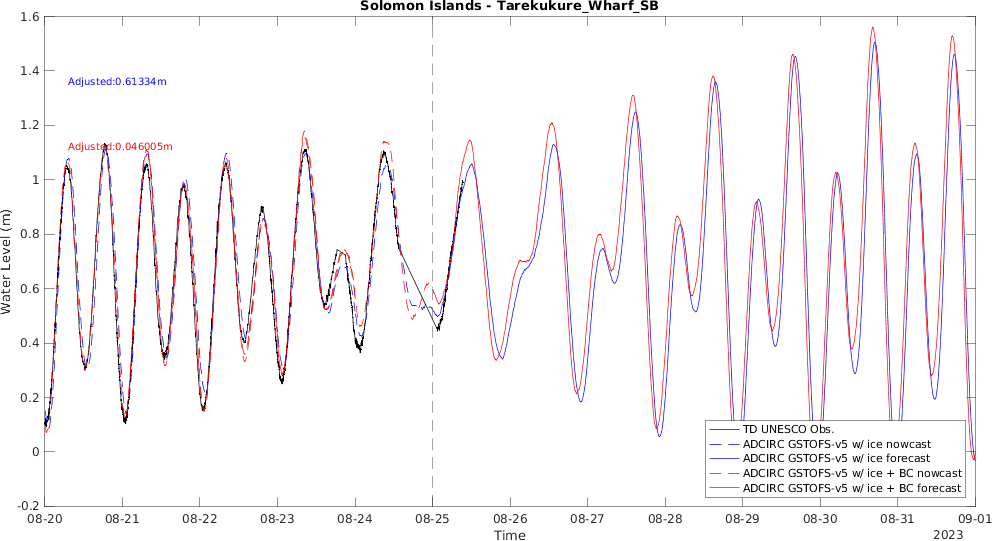 Solomon Islands - Tarekukure_Wharf_SB
1.6
1.4
1.2
1
0.8
0.6
0.4
0.2
0
-0.2
Water Level (m)
Adjusted:0.61334m
Adjusted:0.046005m
TD UNESCO Obs.
ADCIRC GSTOFS-v5 w/ ice nowcast
ADCIRC GSTOFS-v5 w/ ice forecast
ADCIRC GSTOFS-v5 w/ ice + BC nowcast
ADCIRC GSTOFS-v5 w/ ice + BC forecast
08-20 08-21 08-22 08-23 08-24 08-25 08-26 08-27 08-28 08-29 08-30 08-31 09-01
Time
2023